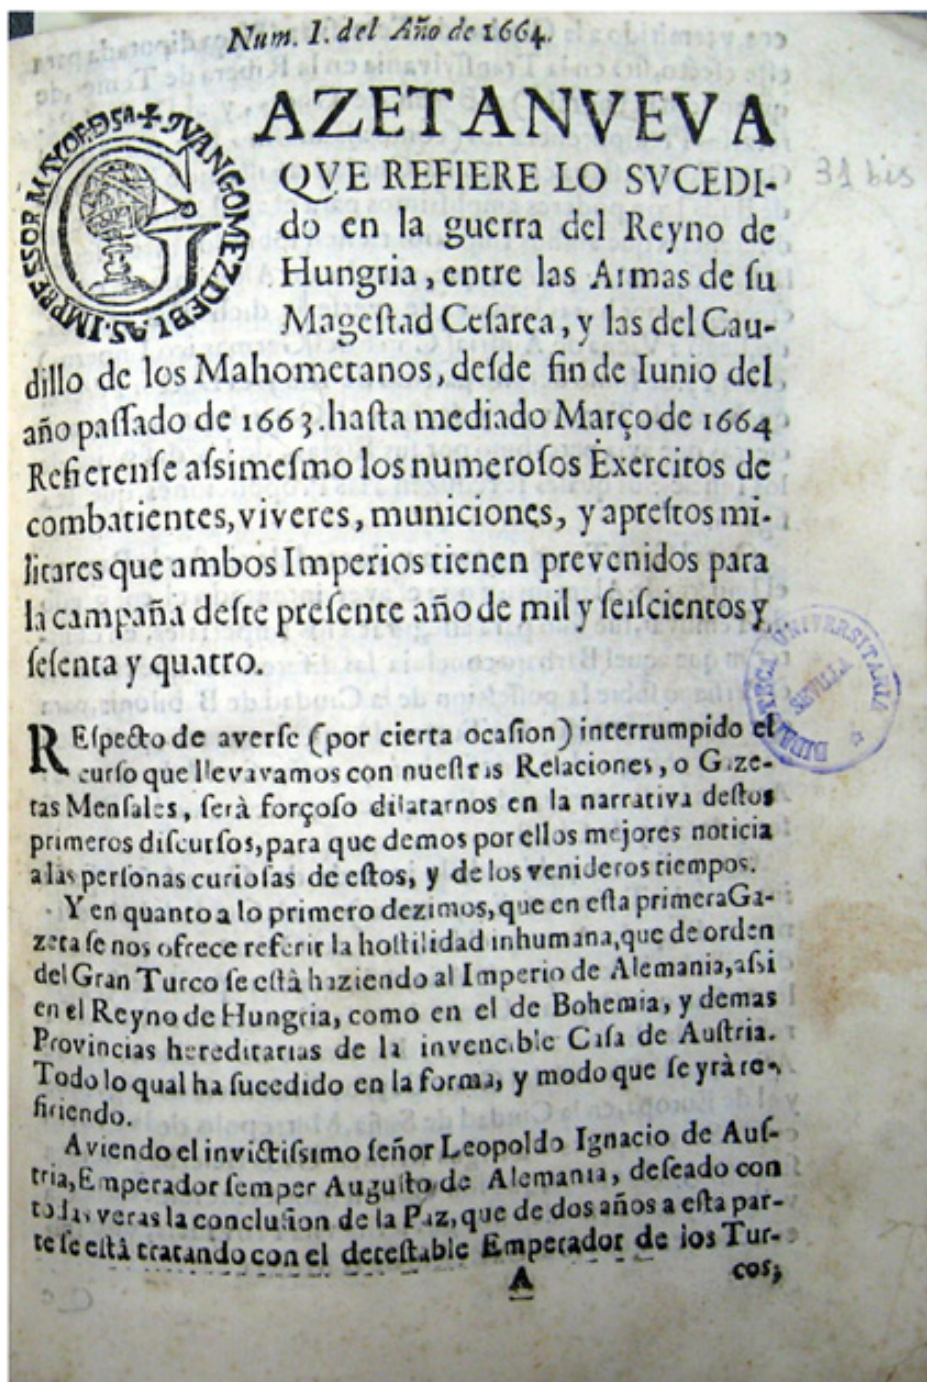 Num. I. del Año de 1664.
GAZETA NVEVA
QVE REFIERE LO SVCEDI-
do en la guerra del Reyno de
Hungria, entre las Armas de su
Magestad Cesarea, y las del Cau-
dillo de los Mahometanos, desde fin de Iunio del
año passado de 1663. hasta mediado Março de 1664
Refierense assimesmo los numerosos Exercitos de
combatientes, viveres, municiones, y aprestos mi-
litares que ambos Imperios tienen prevenidos para
la campaña deste presente año de mil y seiscientos y
sesenta y quatro.
IMPRESSOR MAYOR DSA + IVAN GOMEZ DE BLAS.
31 bis
BIBLIOTECA UNIVERSITARIA
SEVILLA
REspecto de averse (por cierta ocasion) interrumpido el
curso que llevavamos con nuestras Relaciones, o Gaze-
tas Mensales, serà forçoso dilatarnos en la narrativa destos
primeros discursos, para que demos por ellos mejores noticia
a las personas curiosas de estos, y de los venideros tiempos.
Y en quanto a lo primero dezimos, que en esta primera Ga-
zeta se nos ofrece referir la hostilidad inhumana, que de orden
del Gran Turco se està haziendo al Imperio de Alemania, assi
en el Reyno de Hungria, como en el de Bohemia, y demas
Provincias hereditarias de la invencible Casa de Austria.
Todo lo qual ha sucedido en la forma, y modo que se yrà re-
firiendo.
Aviendo el invictissimo señor Leopoldo Ignacio de Aus-
tria, Emperador semper Augusto de Alemania, deseado con
todas veras la conclusion de la Paz, que de dos años a esta par-
te se està tratando con el detestable Emperador de los Tur-
A
cos;